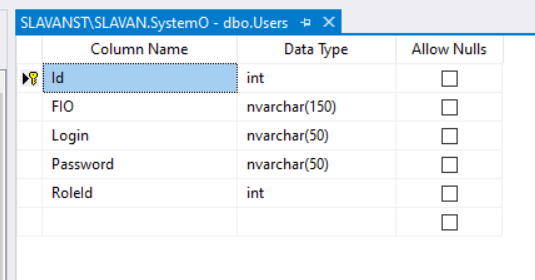 SLAVANST\SLAVAN.SystemO - dbo.Users
Column Name Data Type Allow Nulls
Id int
FIO nvarchar(150)
Login nvarchar(50)
Password nvarchar(50)
RoleId int